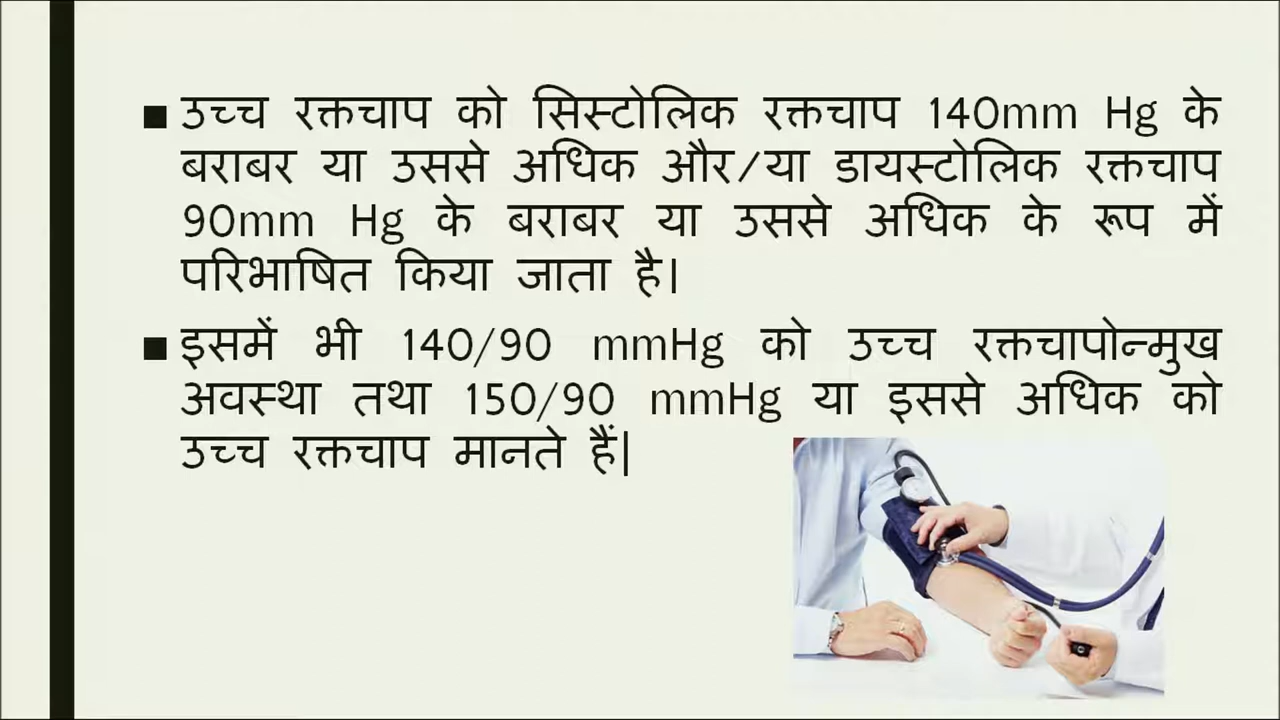 ■ उच्च रक्तचाप को सिस्टोलिक रक्तचाप 140mm Hg के
बराबर या उससे अधिक और/या डायस्टोलिक रक्तचाप
90mm Hg के बराबर या उससे अधिक के रूप में
परिभाषित किया जाता है।
■ इसमें भी 140/90 mmHg को उच्च रक्तचापोन्मुख
अवस्था तथा 150/90 mmHg या इससे अधिक को
उच्च रक्तचाप मानते हैं|